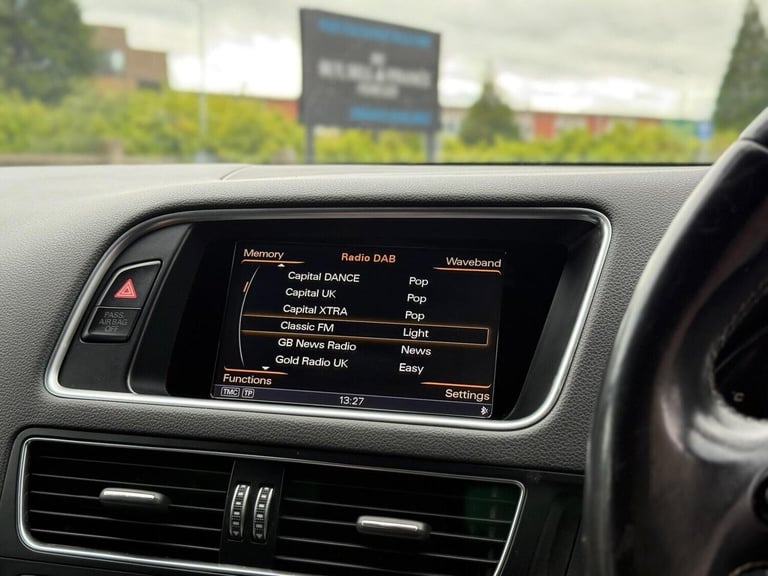 Memory
Radio DAB
Waveband
Capital DANCE Pop
Capital UK Pop
Capital XTRA Pop
Classic FM Light
GB News Radio News
Gold Radio UK Easy
Functions
Settings
TMC TP
13:27
PASS.
AIR BAG
OFF